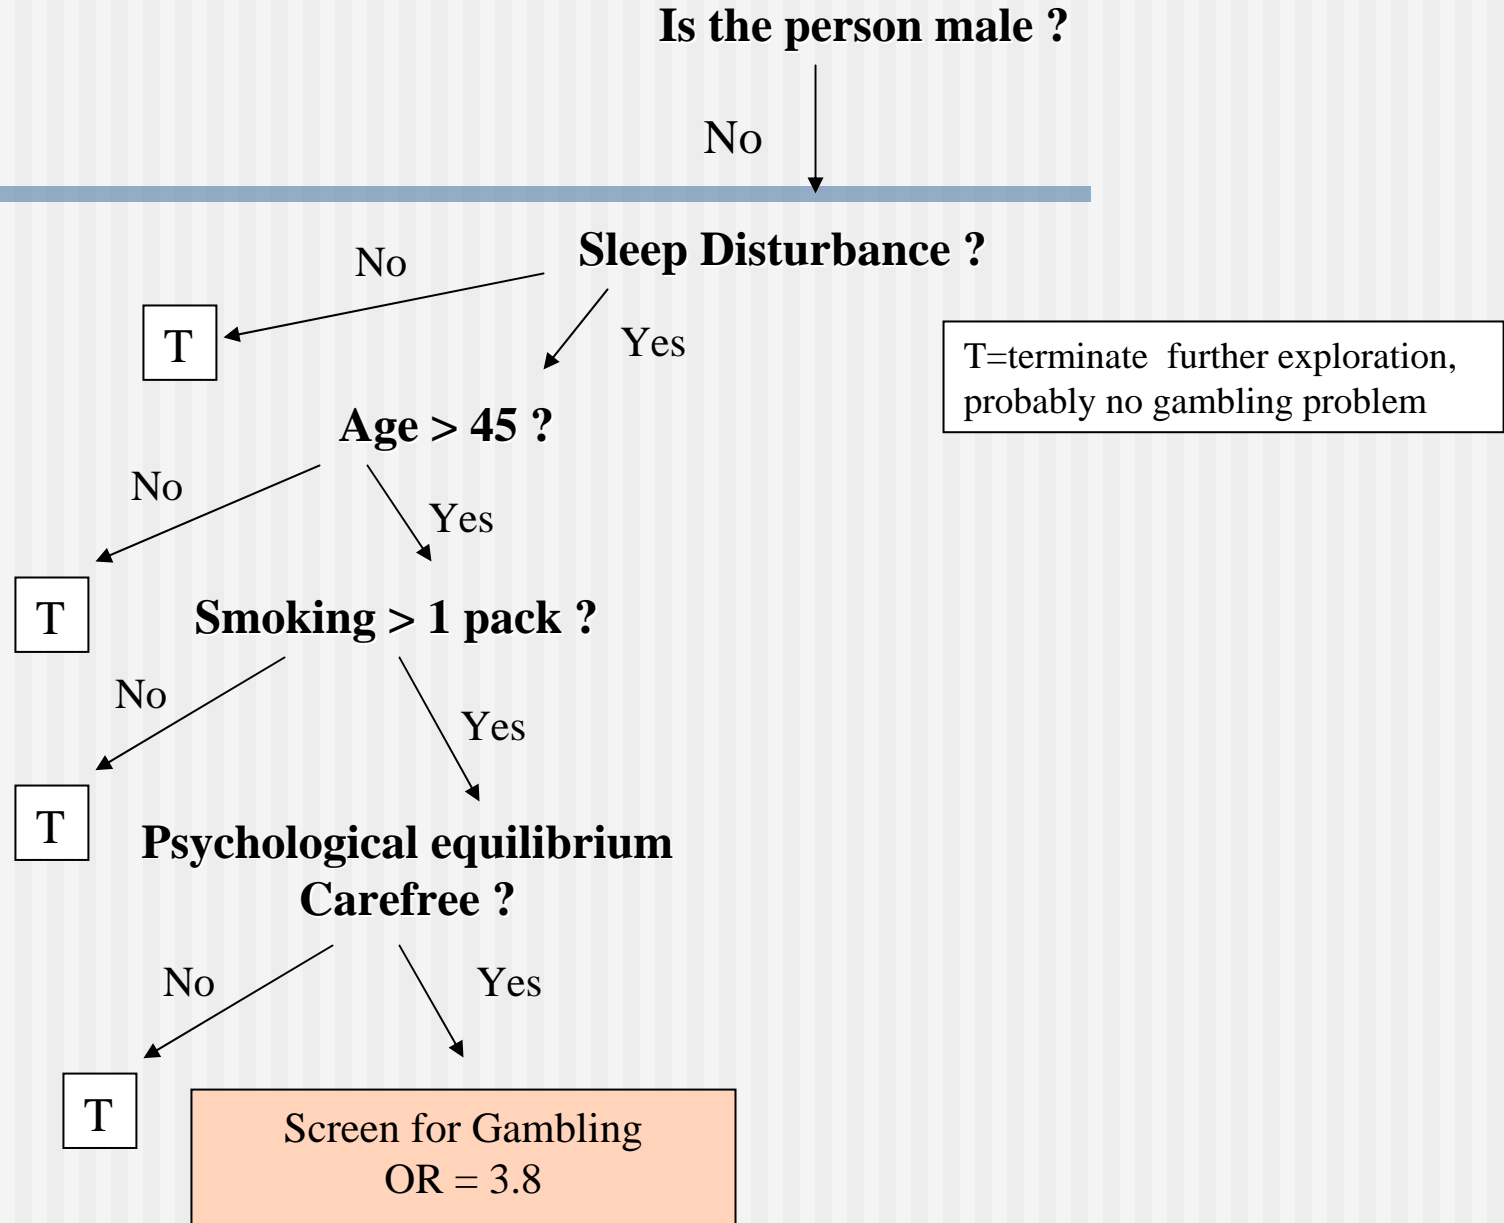 Is the person male ?
No
Sleep Disturbance ?
No
Yes
T
T=terminate  further exploration,
probably no gambling problem
Age > 45 ?
No
Yes
T
Smoking > 1 pack ?
No
Yes
T
Psychological equilibrium
Carefree ?
No
Yes
T
Screen for Gambling
OR = 3.8